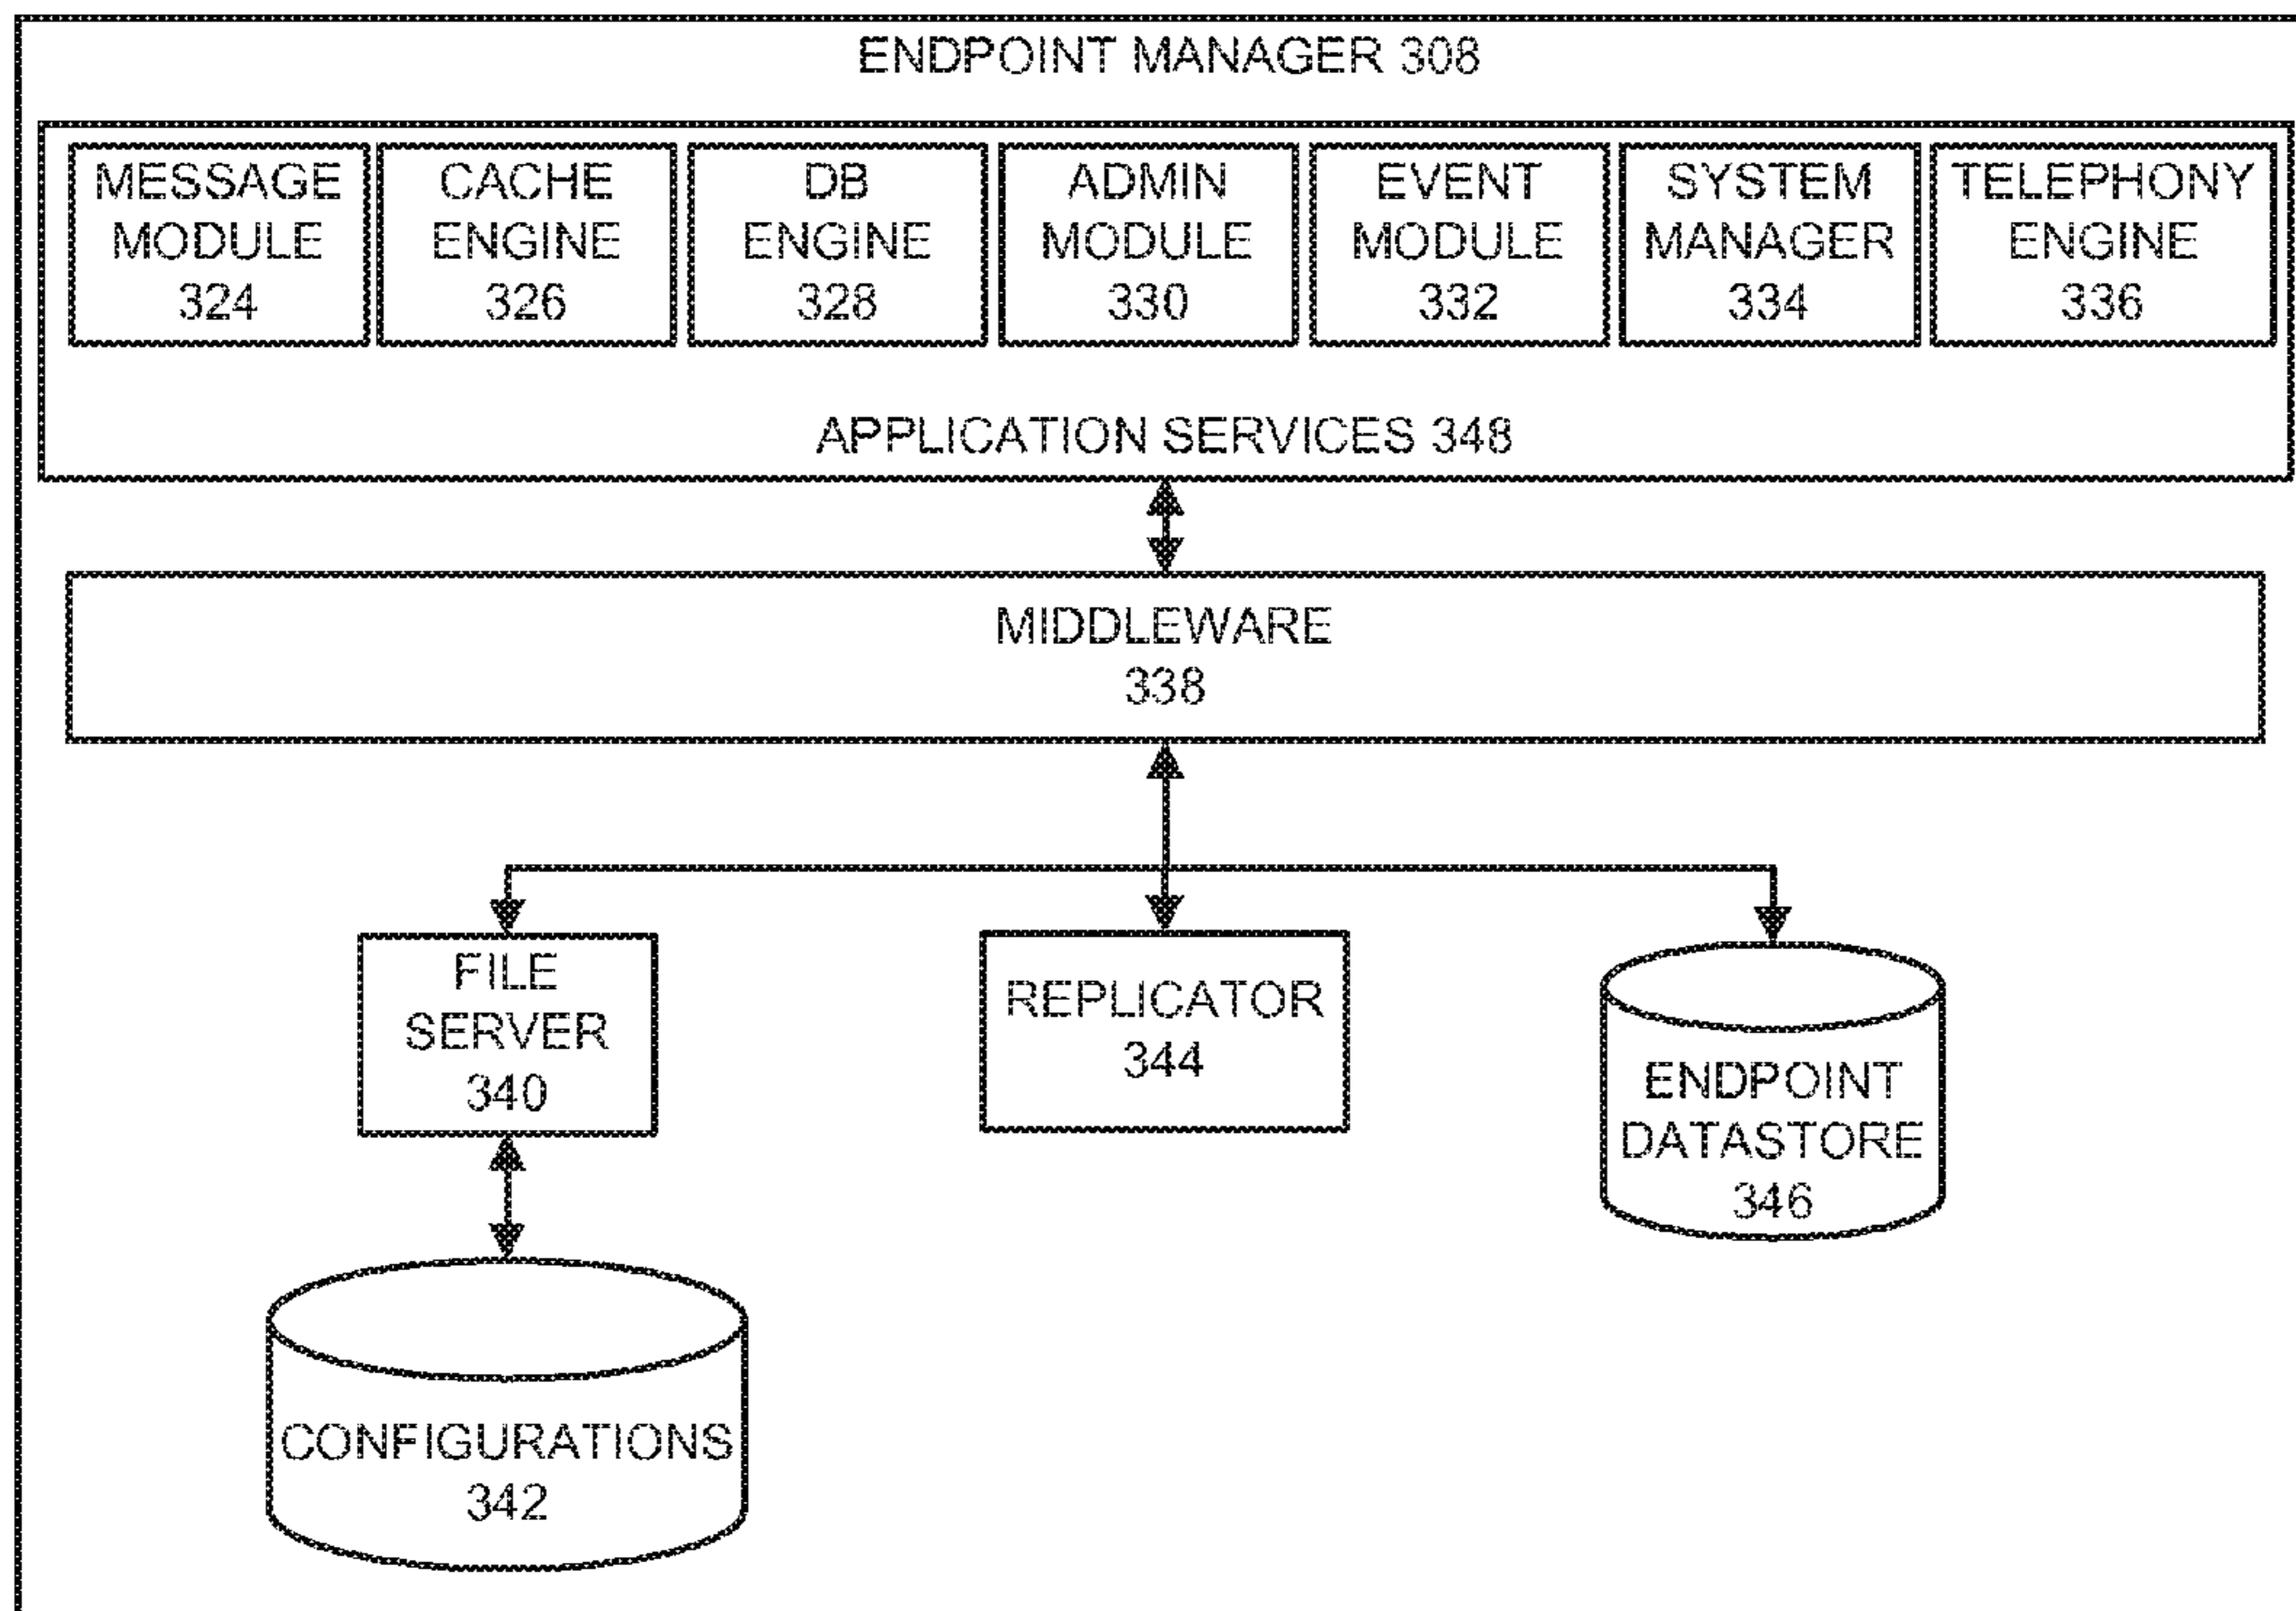 ENDPOINT MANAGER 308
MESSAGE
MODULE
324
CACHE
ENGINE
326
DB
ENGINE
328
ADMIN
MODULE
330
EVENT
MODULE
332
SYSTEM
MANAGER
334
TELEPHONY
ENGINE
336
APPLICATION SERVICES 348
MIDDLEWARE
338
FILE
SERVER
340
REPLICATOR
344
ENDPOINT
DATASTORE
346
CONFIGURATIONS
342